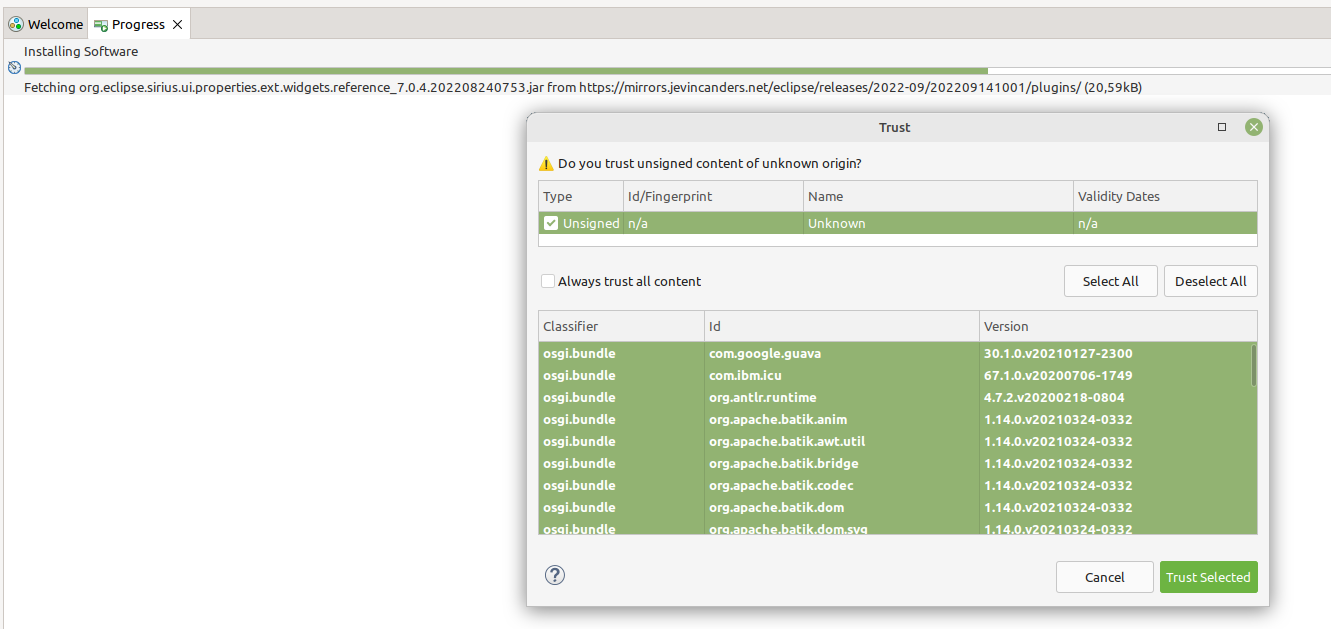 Welcome Progress
Installing Software
Fetching org.eclipse.sirius.ui.properties.ext.widgets.reference_7.0.4.202208240753.jar from https://mirrors.jevincanders.net/eclipse/releases/2022-09/202209141001/plugins/ (20,59kB)
Trust
Do you trust unsigned content of unknown origin?
Type Id/Fingerprint Name Validity Dates
Unsigned n/a Unknown n/a
Always trust all content Select All Deselect All
Classifier Id Version
osgi.bundle com.google.guava 30.1.0.v20210127-2300
osgi.bundle com.ibm.icu 67.1.0.v20200706-1749
osgi.bundle org.antlr.runtime 4.7.2.v20200218-0804
osgi.bundle org.apache.batik.anim 1.14.0.v20210324-0332
osgi.bundle org.apache.batik.awt.util 1.14.0.v20210324-0332
osgi.bundle org.apache.batik.bridge 1.14.0.v20210324-0332
osgi.bundle org.apache.batik.codec 1.14.0.v20210324-0332
osgi.bundle org.apache.batik.dom 1.14.0.v20210324-0332
osgi.bundle org.apache.batik.dom.svg 1.14.0.v20210324-0332
? Cancel Trust Selected